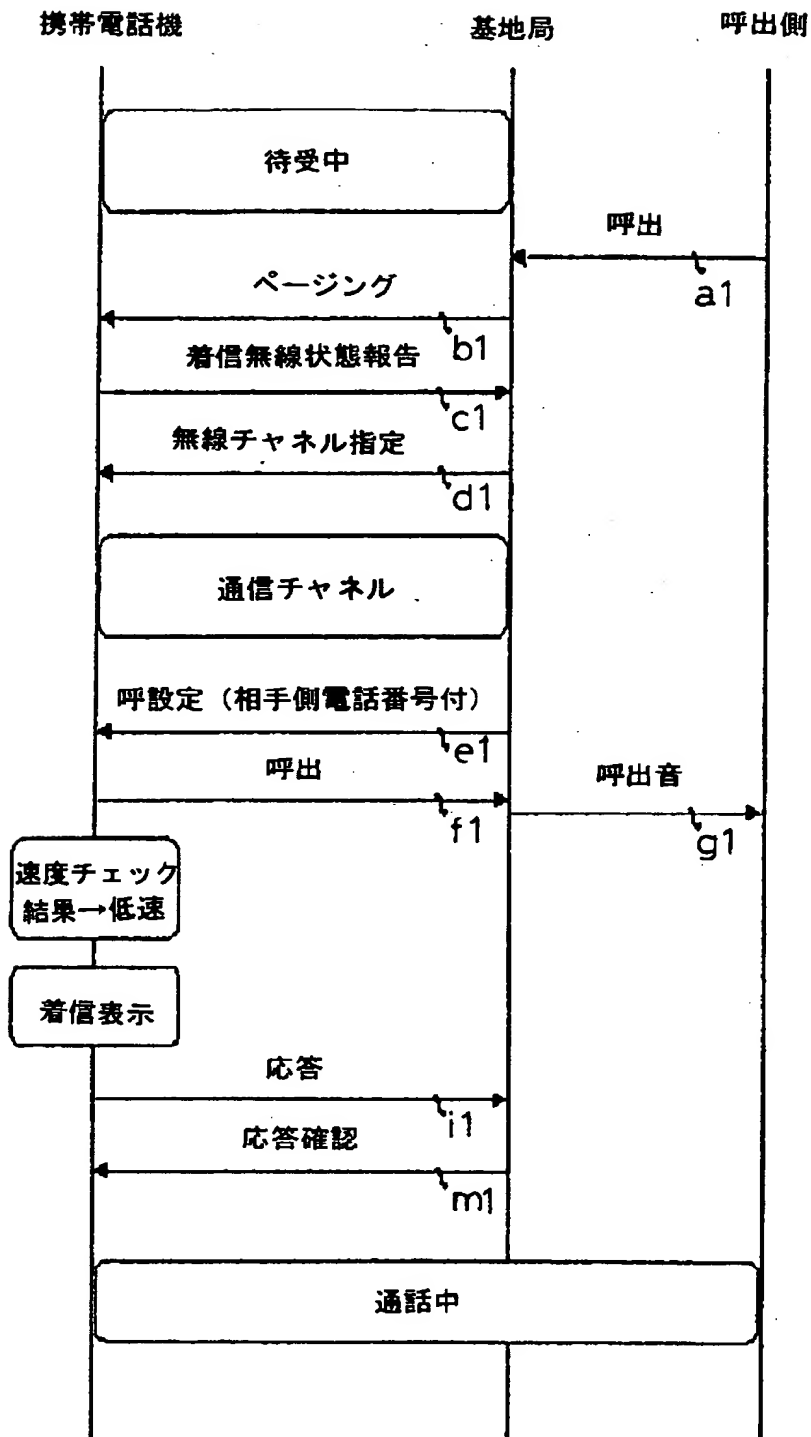 携帯電話機
基地局
呼出側
待受中
呼出
a1
ページング
b1
着信無線状態報告
c1
無線チャネル指定
d1
通信チャネル
呼設定（相手側電話番号付）
e1
呼出
f1
呼出音
g1
速度チェック
結果→低速
着信表示
応答
i1
応答確認
m1
通話中